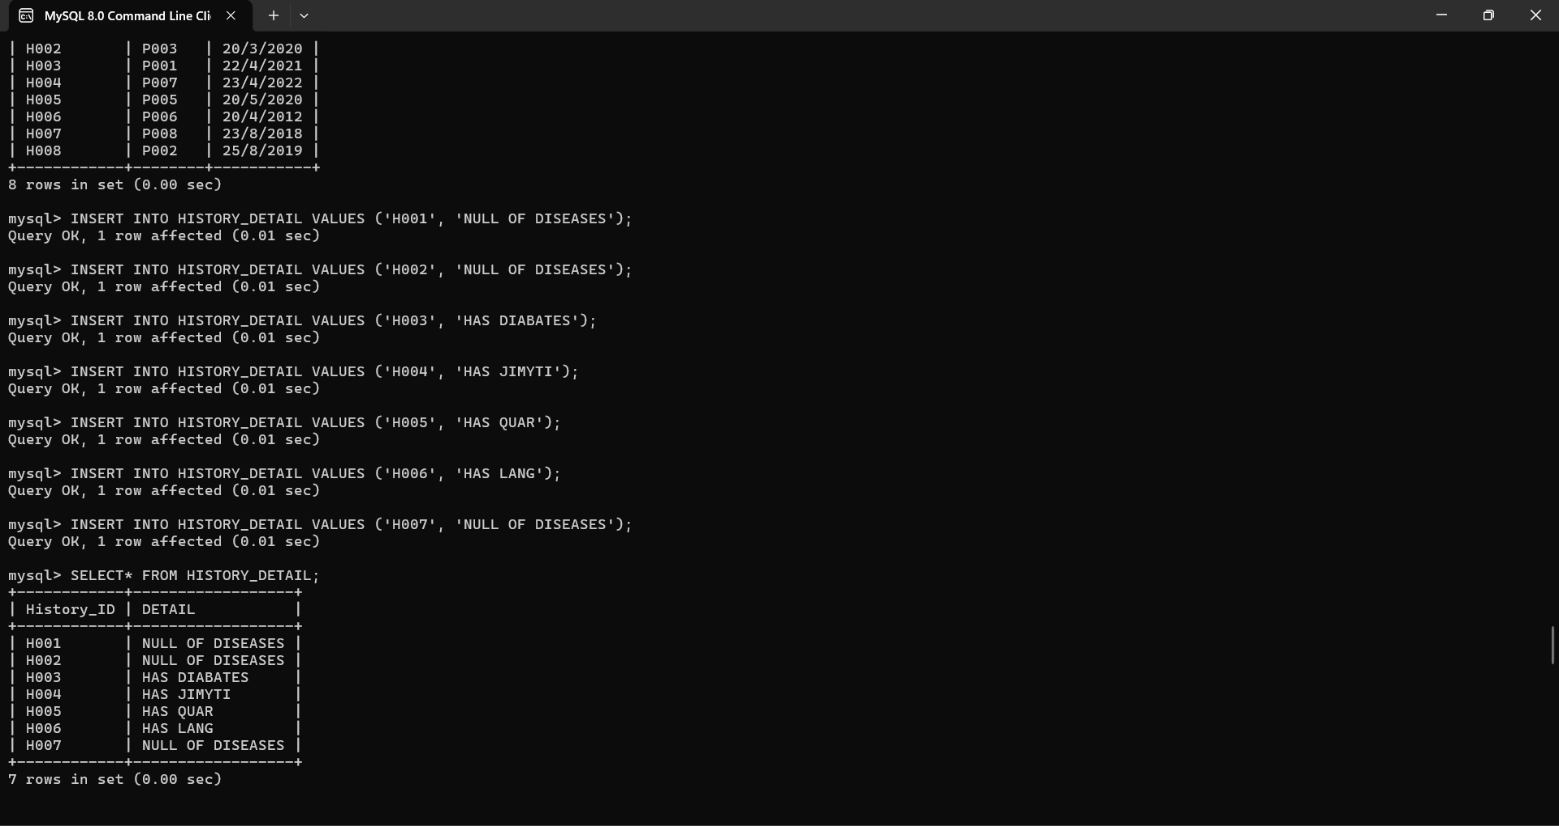 MySQL 8.0 Command Line Cli
| H002       | P003   | 20/3/2020 |
| H003       | P001   | 22/4/2021 |
| H004       | P007   | 23/4/2022 |
| H005       | P005   | 20/5/2020 |
| H006       | P006   | 20/4/2012 |
| H007       | P008   | 23/8/2018 |
| H008       | P002   | 25/8/2019 |
+------------+--------+-----------+
8 rows in set (0.00 sec)
mysql> INSERT INTO HISTORY_DETAIL VALUES ('H001', 'NULL OF DISEASES');
Query OK, 1 row affected (0.01 sec)
mysql> INSERT INTO HISTORY_DETAIL VALUES ('H002', 'NULL OF DISEASES');
Query OK, 1 row affected (0.01 sec)
mysql> INSERT INTO HISTORY_DETAIL VALUES ('H003', 'HAS DIABATES');
Query OK, 1 row affected (0.01 sec)
mysql> INSERT INTO HISTORY_DETAIL VALUES ('H004', 'HAS JIMYTI');
Query OK, 1 row affected (0.01 sec)
mysql> INSERT INTO HISTORY_DETAIL VALUES ('H005', 'HAS QUAR');
Query OK, 1 row affected (0.01 sec)
mysql> INSERT INTO HISTORY_DETAIL VALUES ('H006', 'HAS LANG');
Query OK, 1 row affected (0.01 sec)
mysql> INSERT INTO HISTORY_DETAIL VALUES ('H007', 'NULL OF DISEASES');
Query OK, 1 row affected (0.01 sec)
mysql> SELECT* FROM HISTORY_DETAIL;
+------------+------------------+
| History_ID | DETAIL           |
+------------+------------------+
| H001       | NULL OF DISEASES |
| H002       | NULL OF DISEASES |
| H003       | HAS DIABATES     |
| H004       | HAS JIMYTI       |
| H005       | HAS QUAR         |
| H006       | HAS LANG         |
| H007       | NULL OF DISEASES |
+------------+------------------+
7 rows in set (0.00 sec)